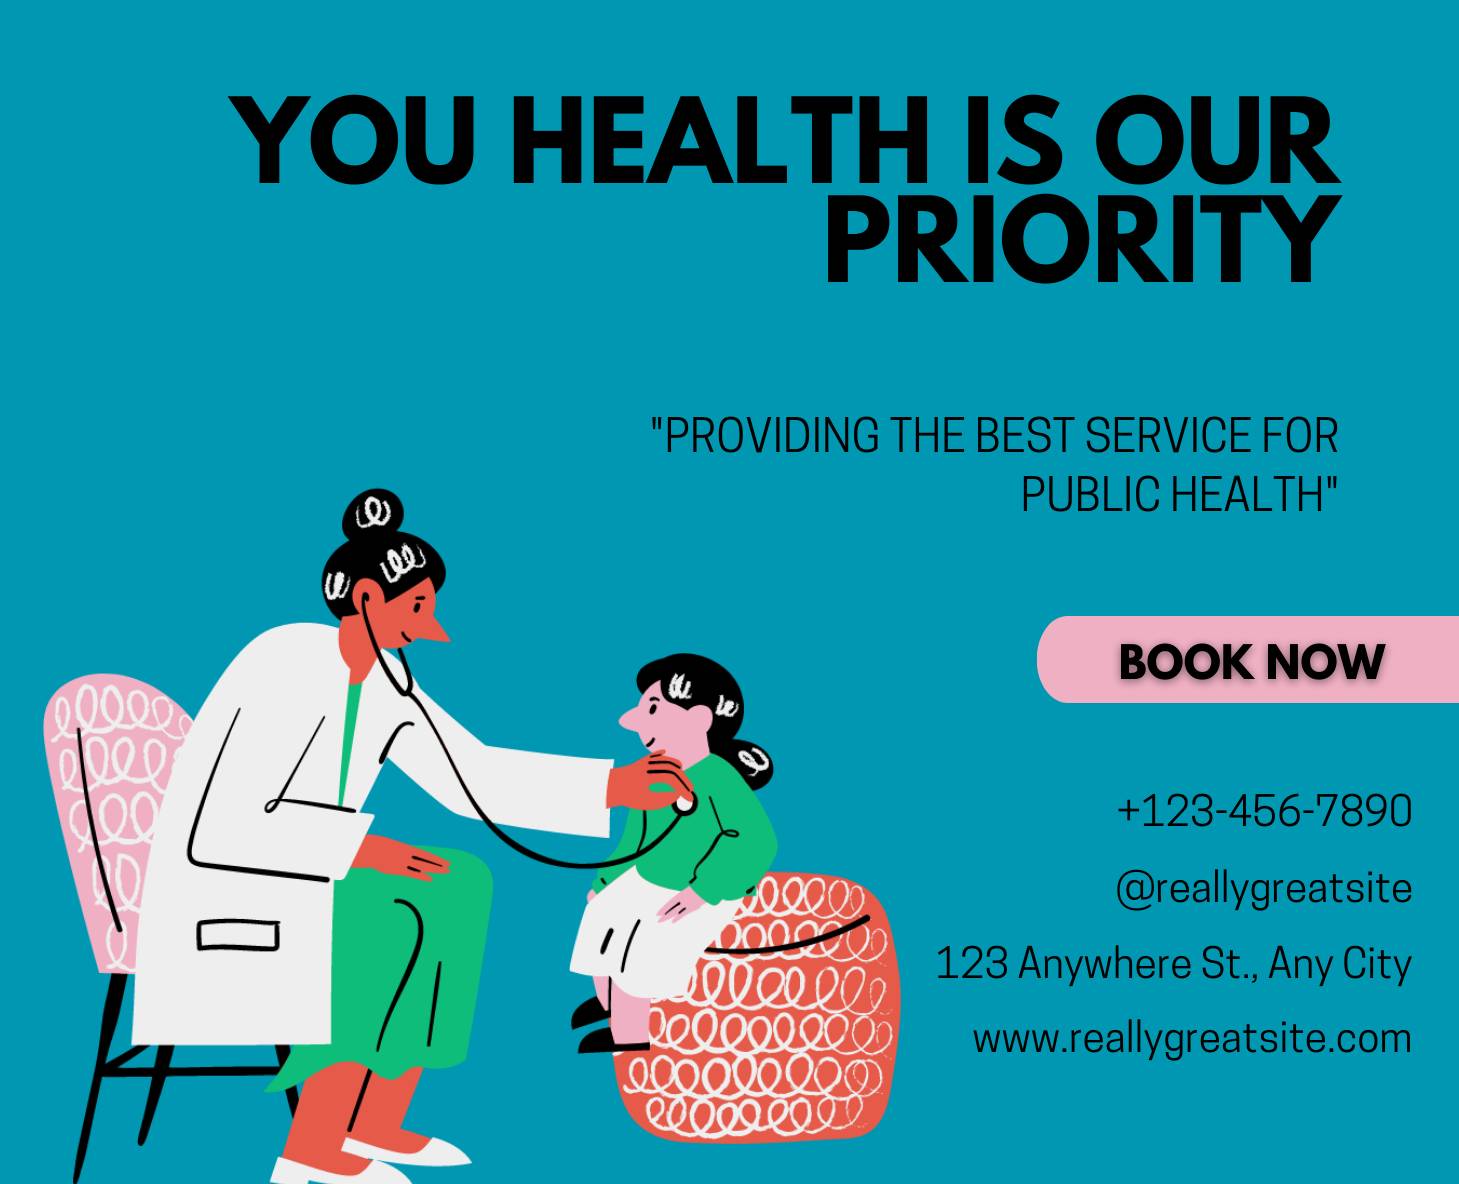 YOU HEALTH IS OUR
PRIORITY
"PROVIDING THE BEST SERVICE FOR
PUBLIC HEALTH"
BOOK NOW
+123-456-7890
@reallygreatsite
123 Anywhere St., Any City
www.reallygreatsite.com